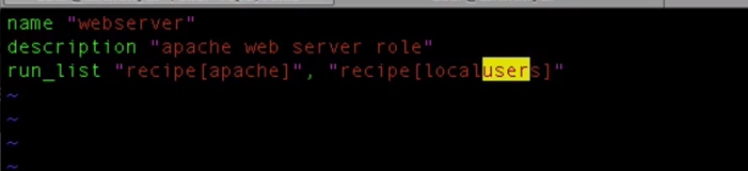 name "webserver"
description "apache web server role"
run_list "recipe[apache]", "recipe[localusers]"
~
~
~
~